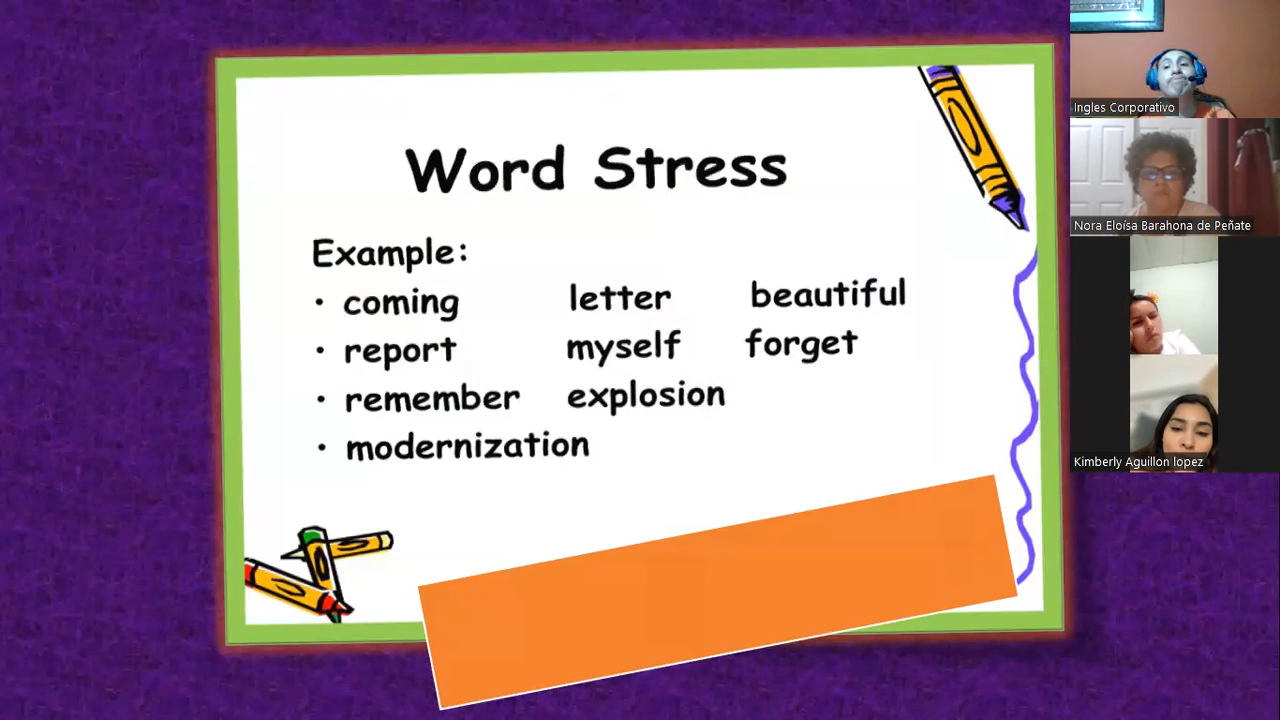 Word Stress
Example:
• coming letter beautiful
• report myself forget
• remember explosion
• modernization
Ingles Corporativo
Nora Eloísa Barahona de Peñate
Kimberly Aguillon lopez